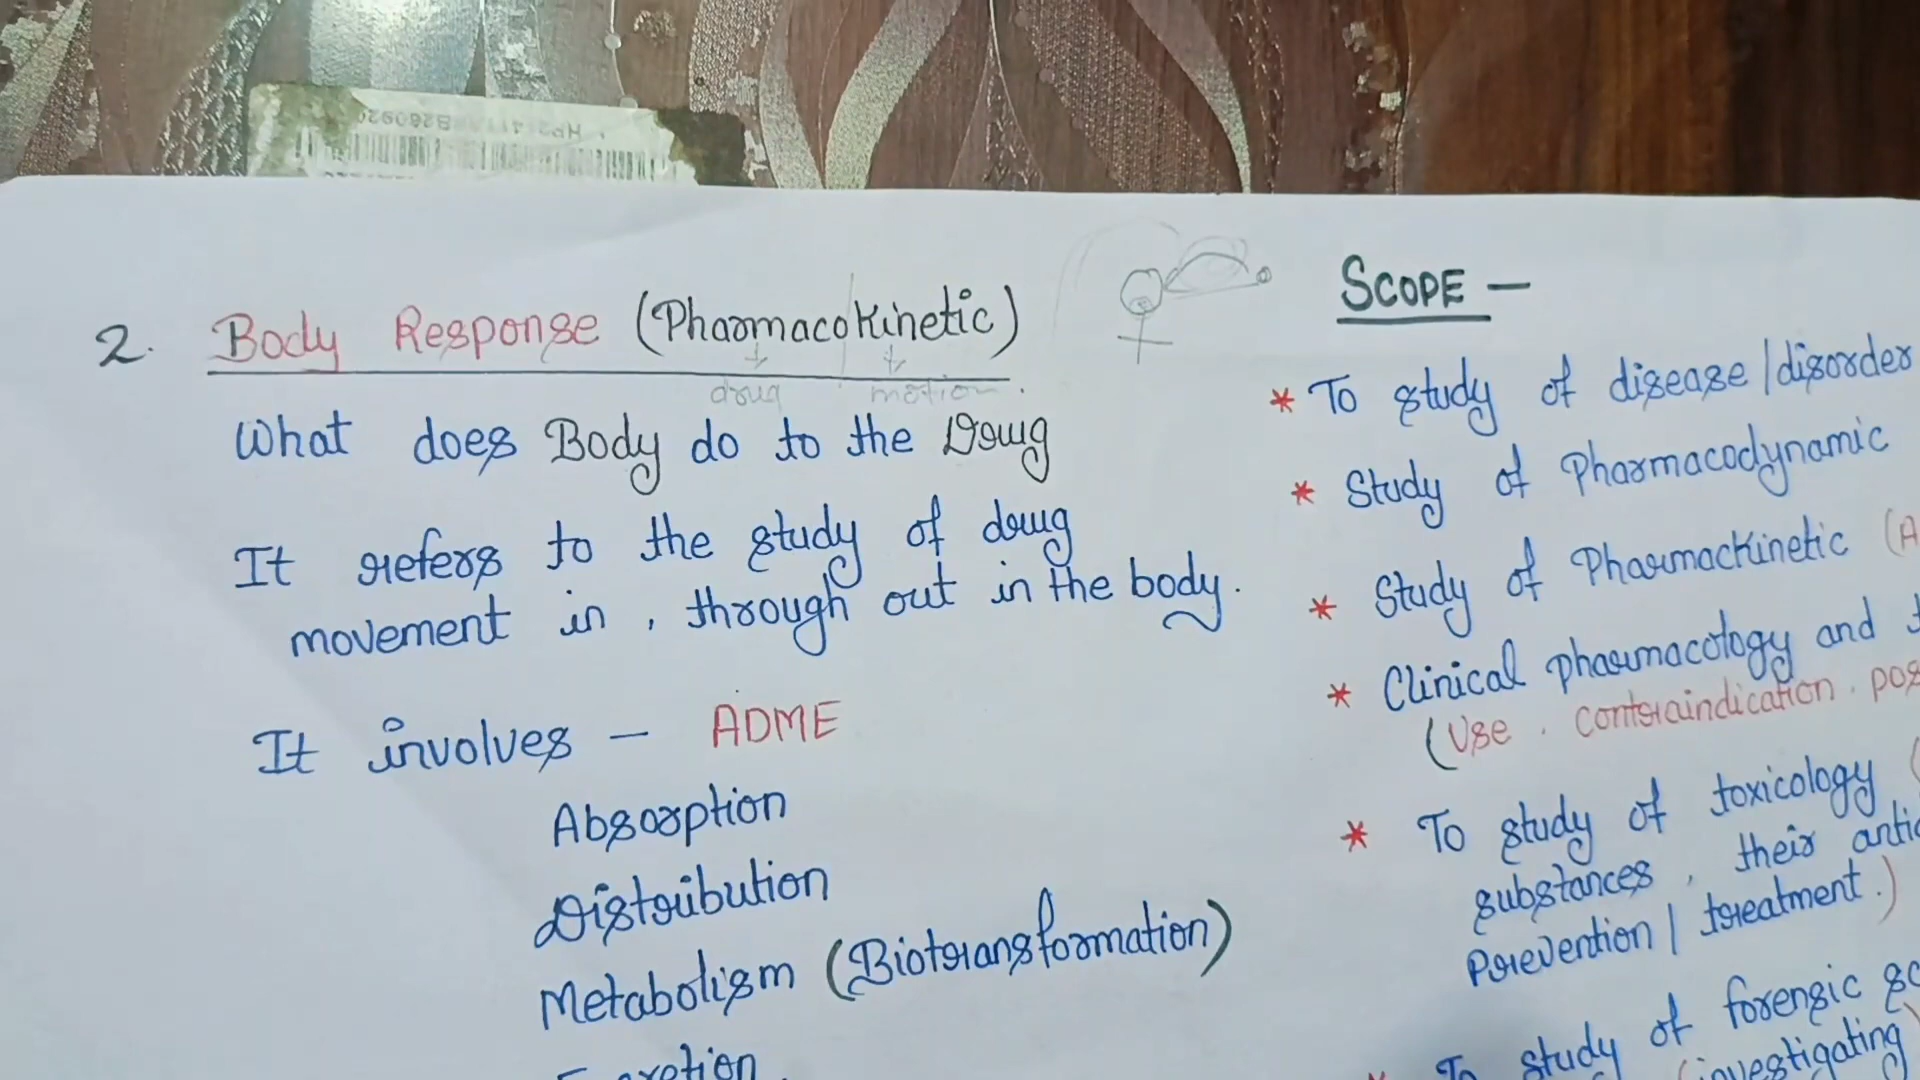 2. Body Response (PharmacoKinetic)
drug motion
What does Body do to the Drug
It refers to the study of drug
movement in, through out in the body.
It involves - ADME
Absorption
Distribution
Metabolism (Biotransformation)
SCOPE -
* To study of disease/disorder
* Study of Pharmacodynamic
* Study of PharmacKinetic (A
* Clinical pharmacology and
(Use, contraindication, pos
* To study of toxicology (
substances, their anti
Prevention/treatment.)
To study of forensic sc
(investigating